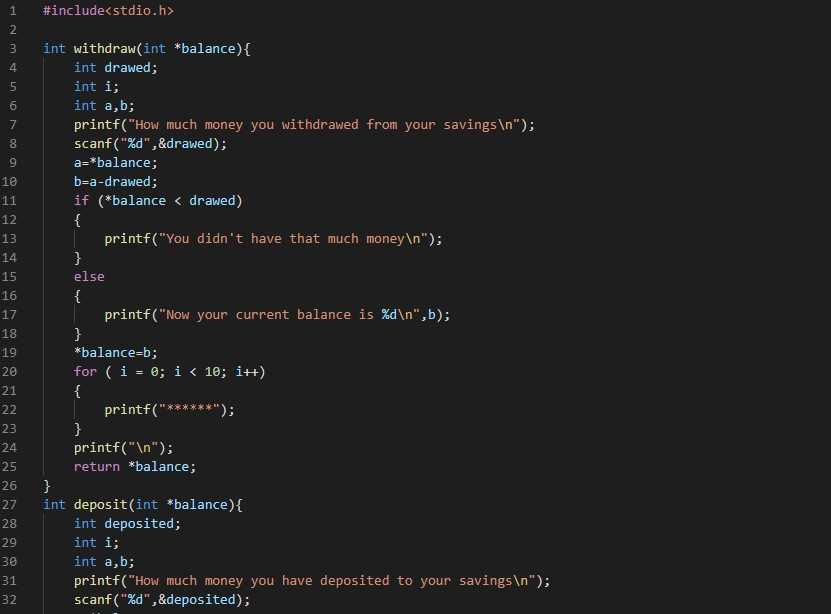 1 #include<stdio.h>
2
3 int withdraw(int *balance){
4 int drawed;
5 int i;
6 int a,b;
7 printf("How much money you withdrawed from your savings\n");
8 scanf("%d",&drawed);
9 a=*balance;
10 b=a-drawed;
11 if (*balance < drawed)
12 {
13 printf("You didn't have that much money\n");
14 }
15 else
16 {
17 printf("Now your current balance is %d\n",b);
18 }
19 *balance=b;
20 for ( i = 0; i < 10; i++)
21 {
22 printf("******");
23 }
24 printf("\n");
25 return *balance;
26 }
27 int deposit(int *balance){
28 int deposited;
29 int i;
30 int a,b;
31 printf("How much money you have deposited to your savings\n");
32 scanf("%d",&deposited);